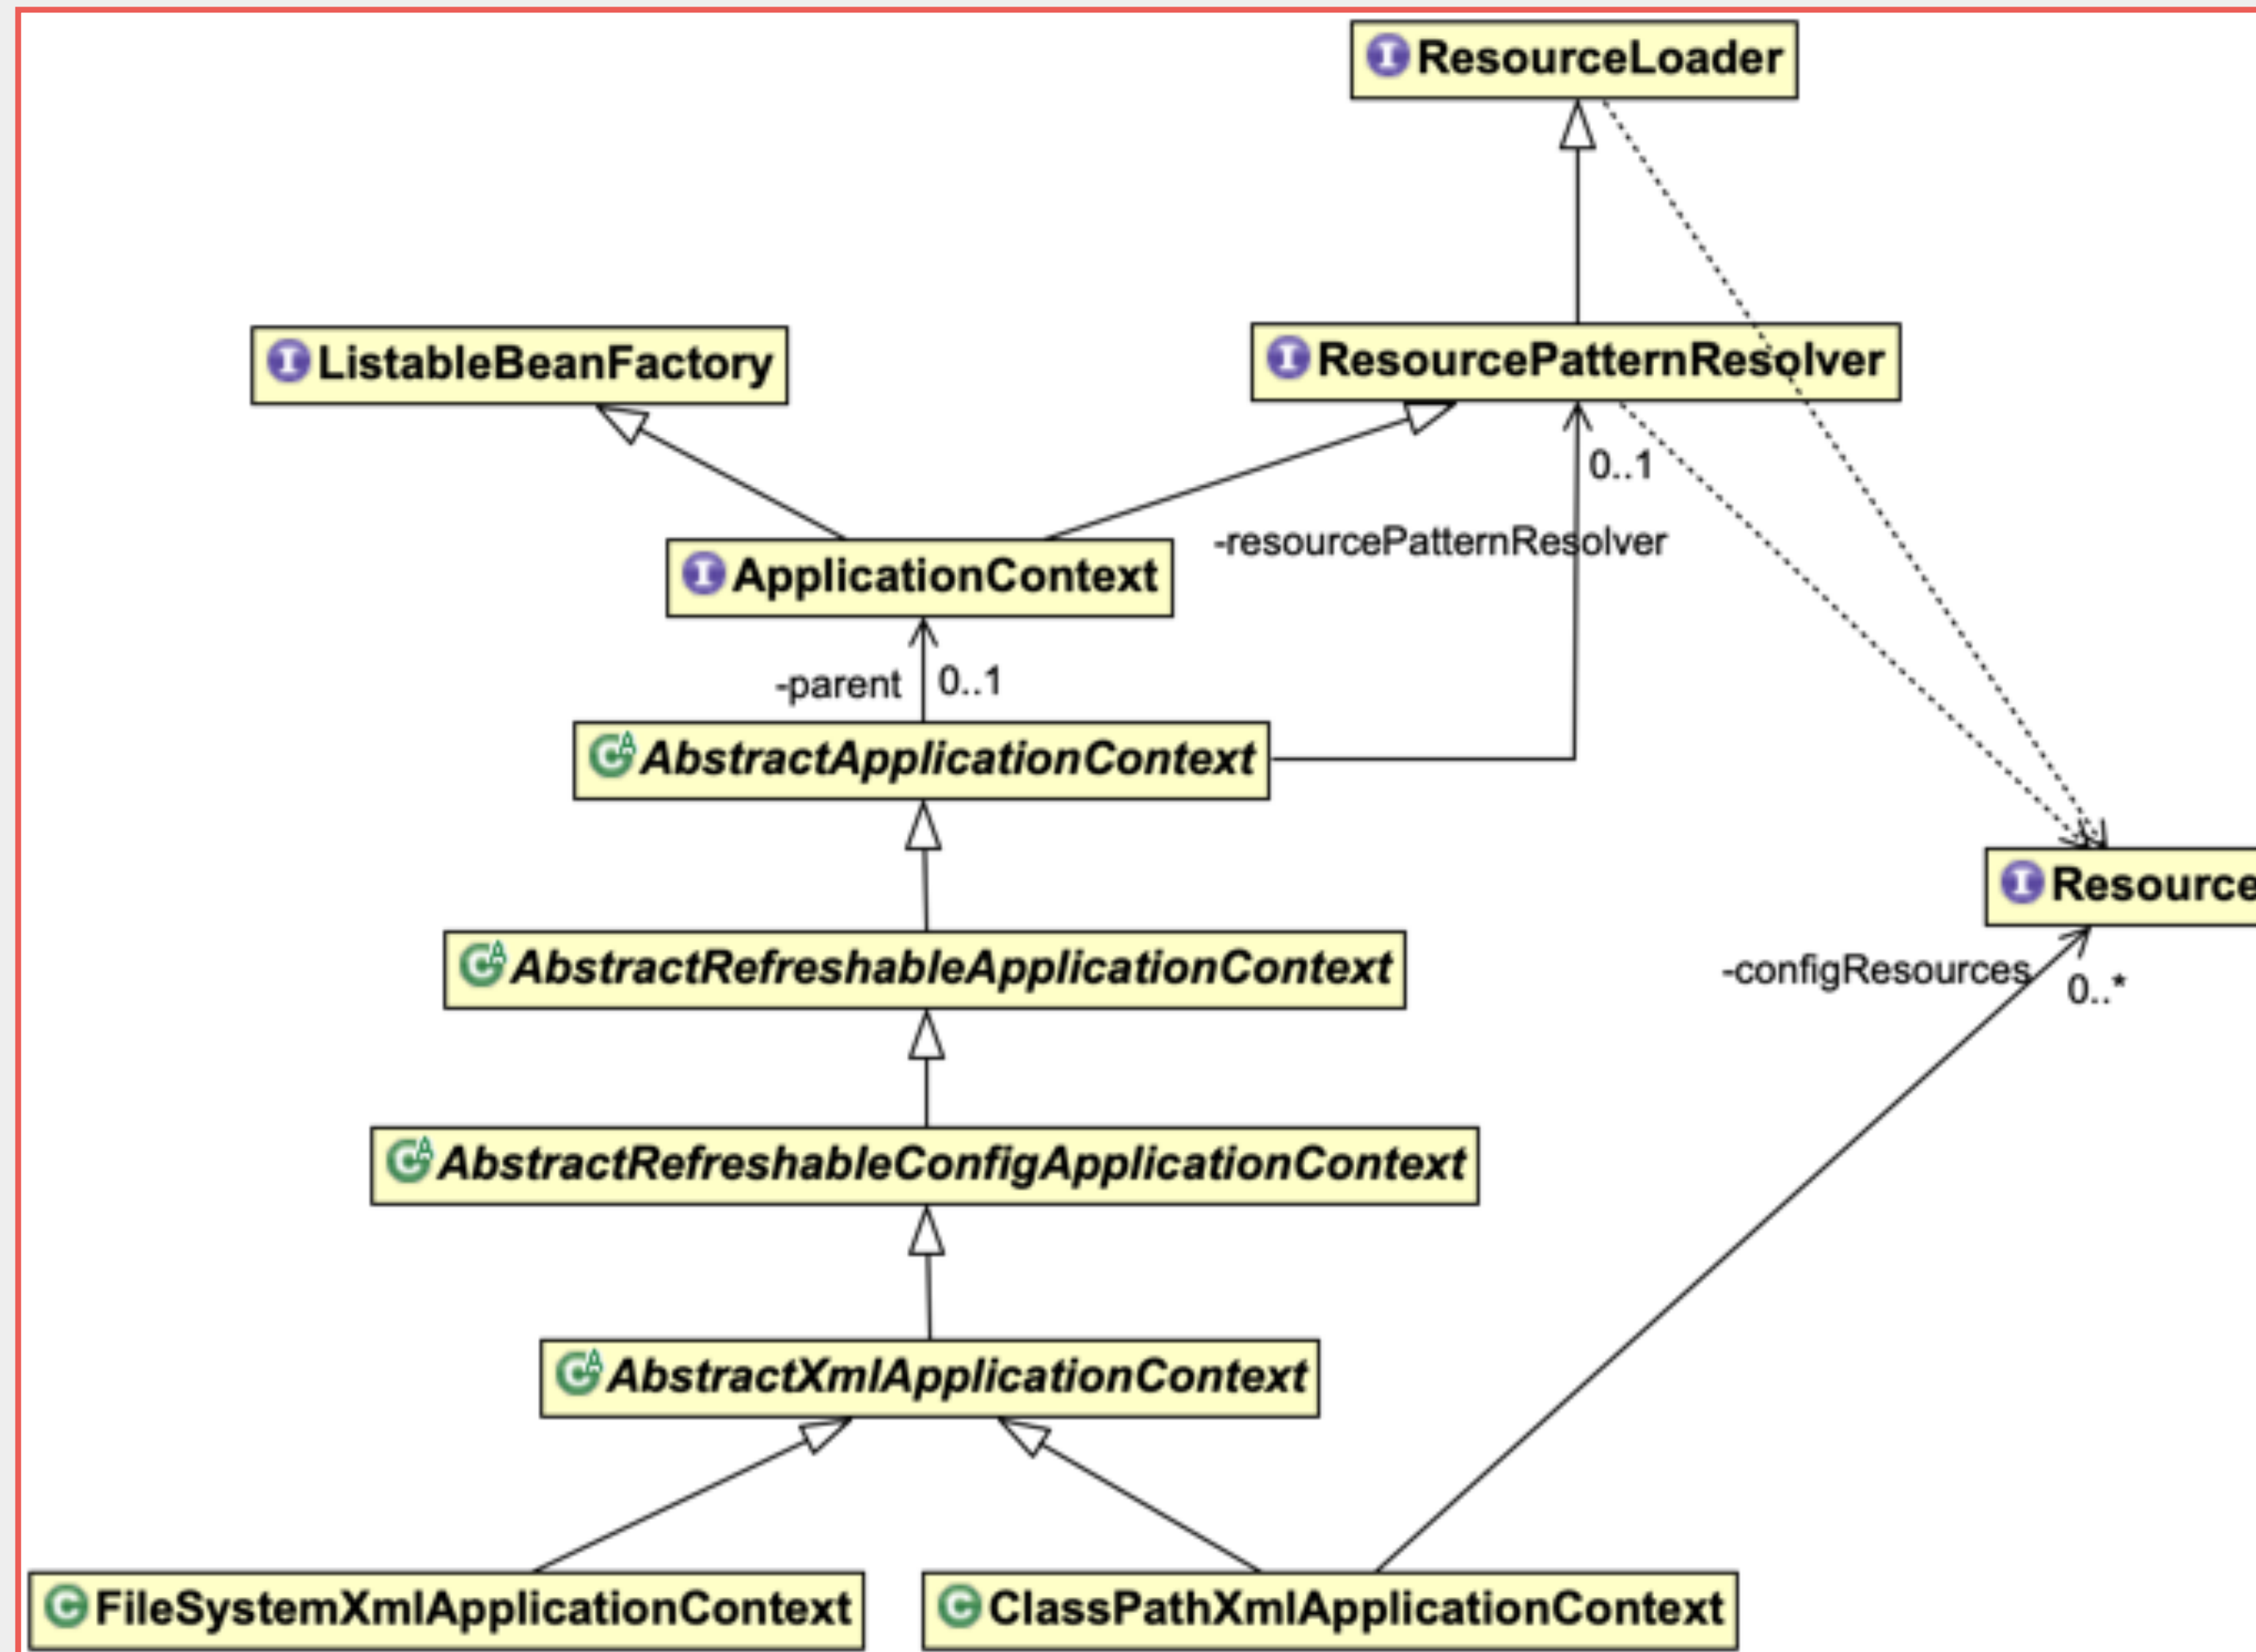 ResourceLoader
ListableBeanFactory
ResourcePatternResolver
0..1
-resourcePatternResolver
ApplicationContext
-parent 0..1
AbstractApplicationContext
Resource
AbstractRefreshableApplicationContext
-configResources
0..*
AbstractRefreshableConfigApplicationContext
AbstractXmlApplicationContext
FileSystemXmlApplicationContext
ClassPathXmlApplicationContext